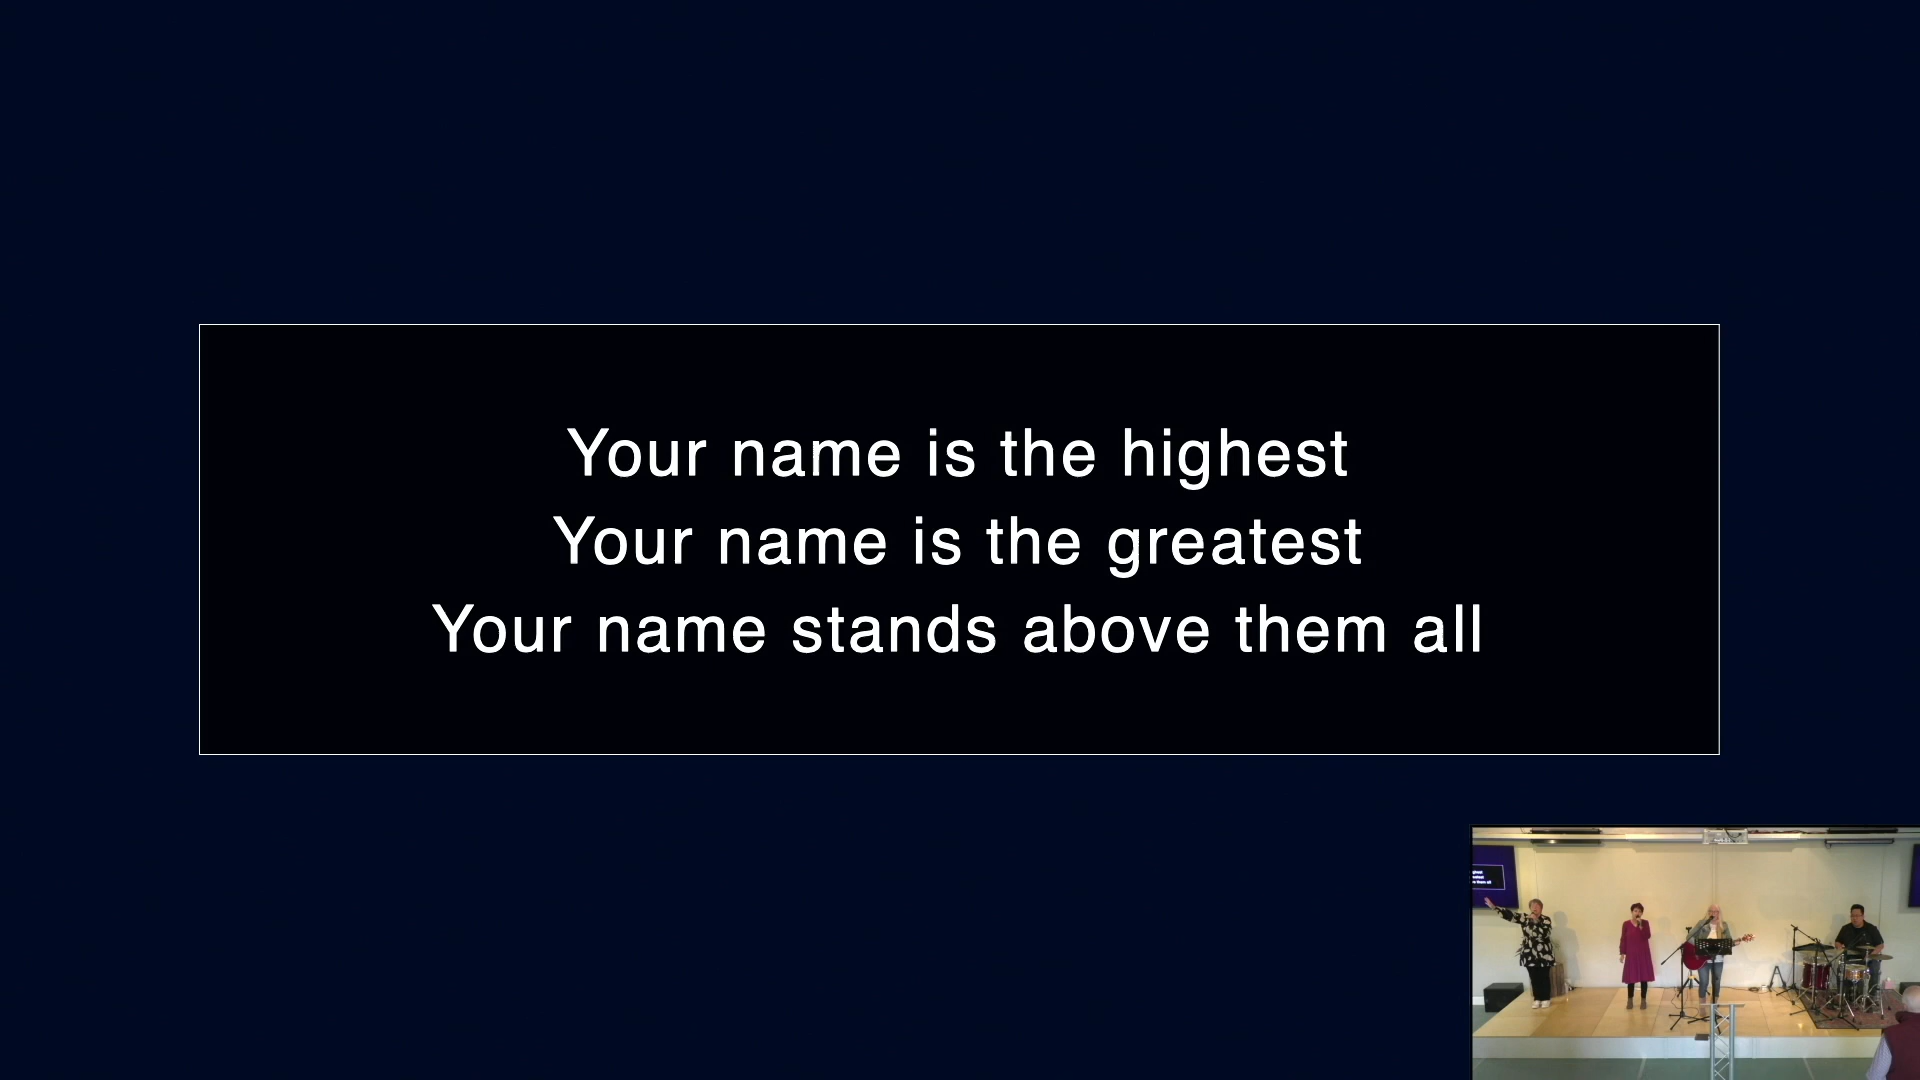 Your name is the highest
Your name is the greatest
Your name stands above them all